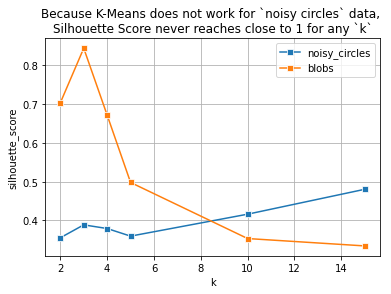 Because K-Means does not work for `noisy circles` data,
Silhouette Score never reaches close to 1 for any `k`
noisy_circles
blobs
silhouette_score
0.8
0.7
0.6
0.5
0.4
2
4
6
8
10
12
14
k